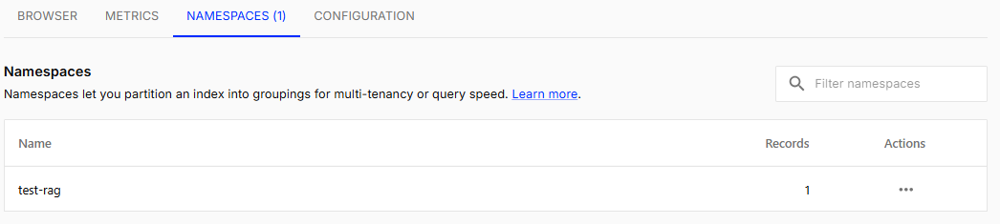 BROWSER METRICS NAMESPACES (1) CONFIGURATION
Namespaces
Namespaces let you partition an index into groupings for multi-tenancy or query speed. Learn more.
Filter namespaces
Name Records Actions
test-rag 1